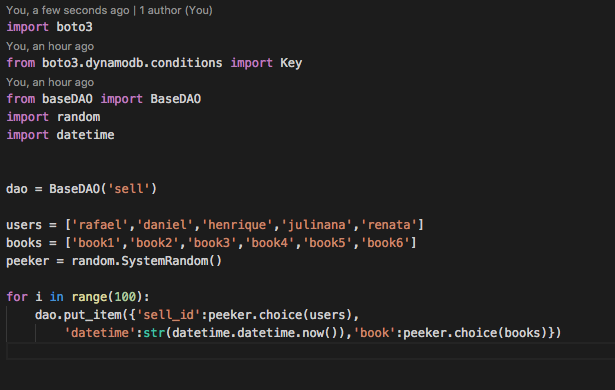 You, a few seconds ago | 1 author (You)
import boto3
You, an hour ago
from boto3.dynamodb.conditions import Key
You, an hour ago
from baseDAO import BaseDAO
import random
import datetime
dao = BaseDAO('sell')
users = ['rafael','daniel','henrique','julinana','renata']
books = ['book1','book2','book3','book4','book5','book6']
peeker = random.SystemRandom()
for i in range(100):
    dao.put_item({'sell_id':peeker.choice(users),
        'datetime':str(datetime.datetime.now()),'book':peeker.choice(books)})